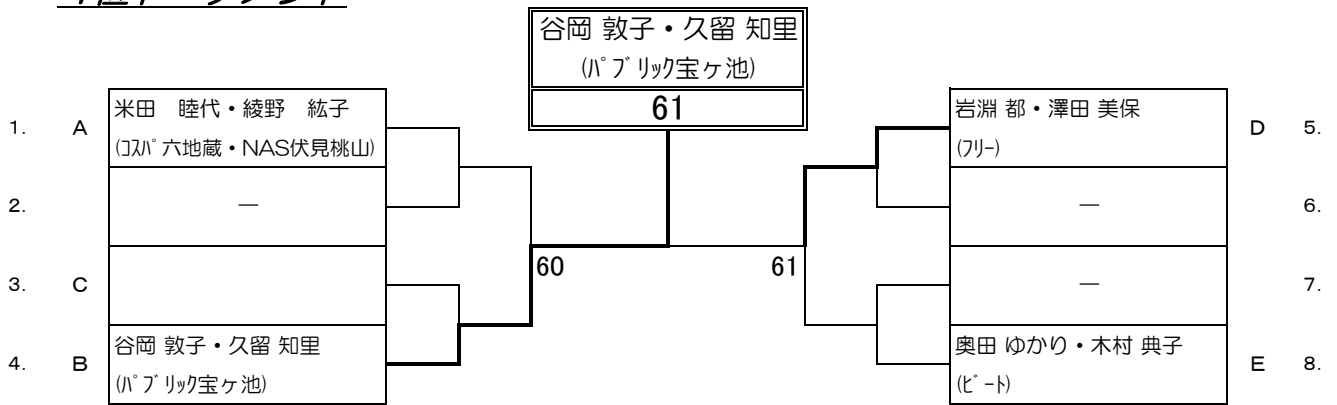 谷岡 敦子・久留 知里
(ﾊﾟﾌﾞﾘｯｸ宝ヶ池)
61
1. A 米田　睦代・綾野　紘子
(ｺｽﾊﾟ六地蔵・NAS伏見桃山)
2. ―
3. C
4. B 谷岡 敦子・久留 知里
(ﾊﾟﾌﾞﾘｯｸ宝ヶ池)
60
61
岩淵 都・澤田 美保 D 5.
(ﾌﾘｰ)
― 6.
― 7.
奥田 ゆかり・木村 典子 E 8.
(ﾋﾞｰﾄ)